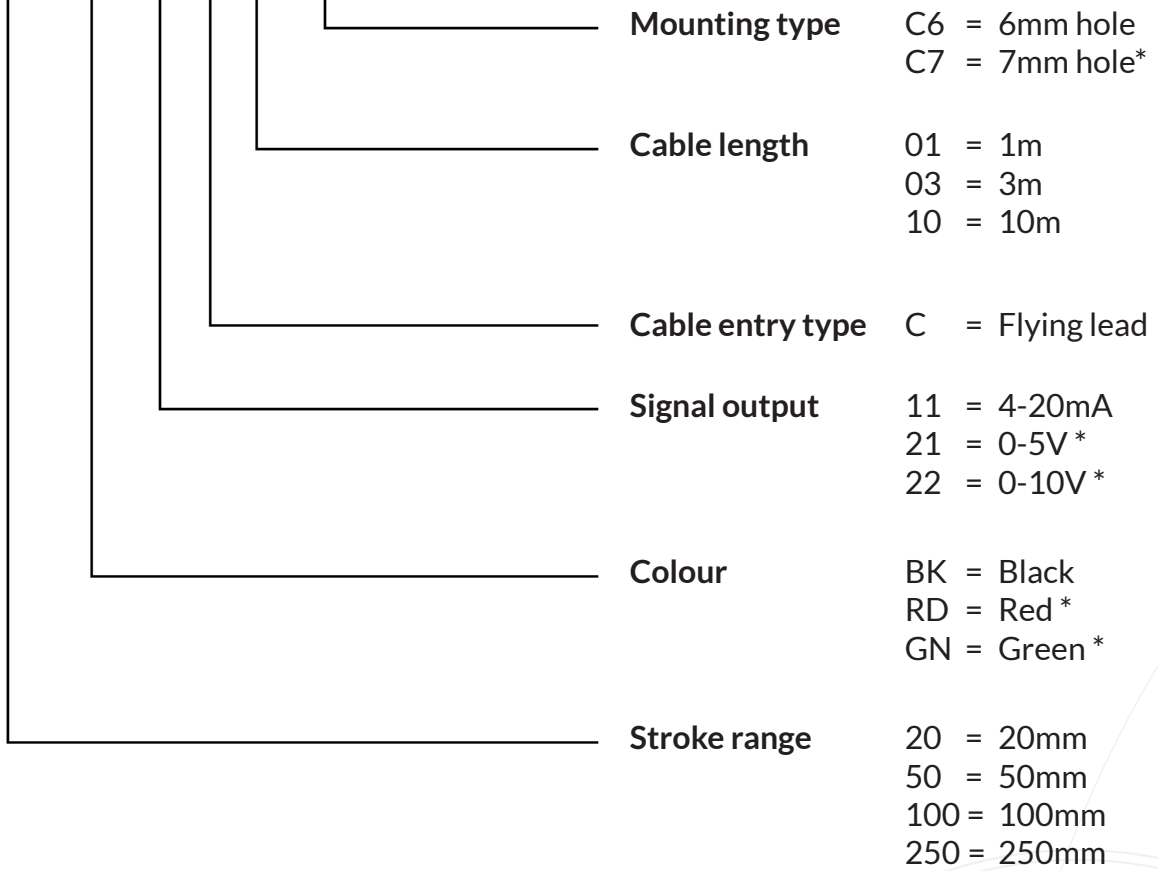 Mounting type C6 = 6mm hole
C7 = 7mm hole*
Cable length 01 = 1m
03 = 3m
10 = 10m
Cable entry type C = Flying lead
Signal output 11 = 4-20mA
21 = 0-5V *
22 = 0-10V *
Colour BK = Black
RD = Red *
GN = Green *
Stroke range 20 = 20mm
50 = 50mm
100 = 100mm
250 = 250mm